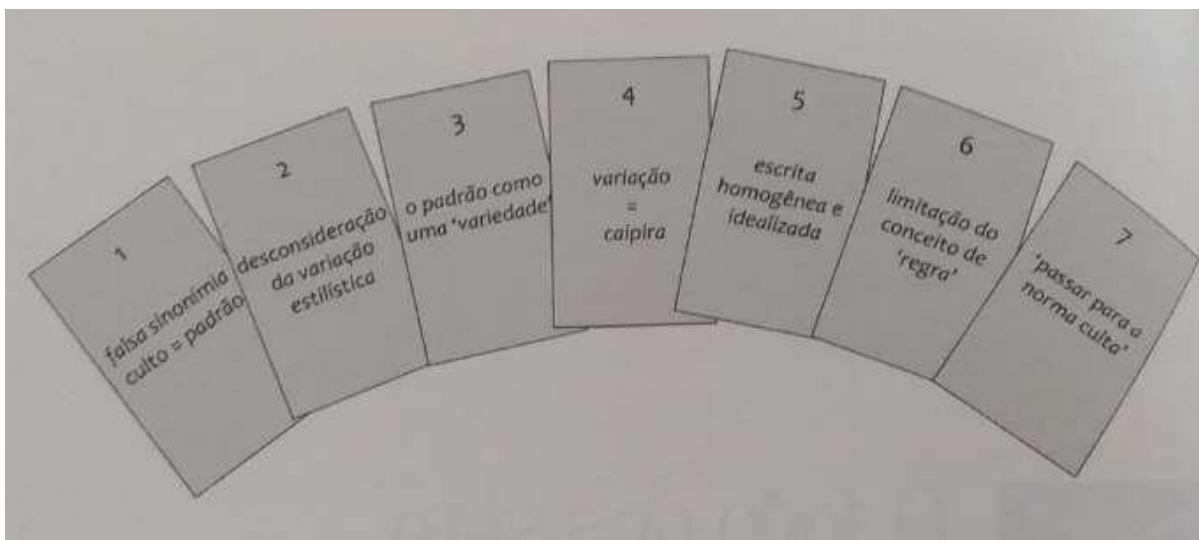 1
falsa sinonímia
culto = padrão
2
desconsideração
da variação
estilística
3
o padrão como
uma 'variedade'
4
variação
=
caipira
5
escrita
homogênea e
idealizada
6
limitação do
conceito de
'regra'
7
'passar para a
norma culta'